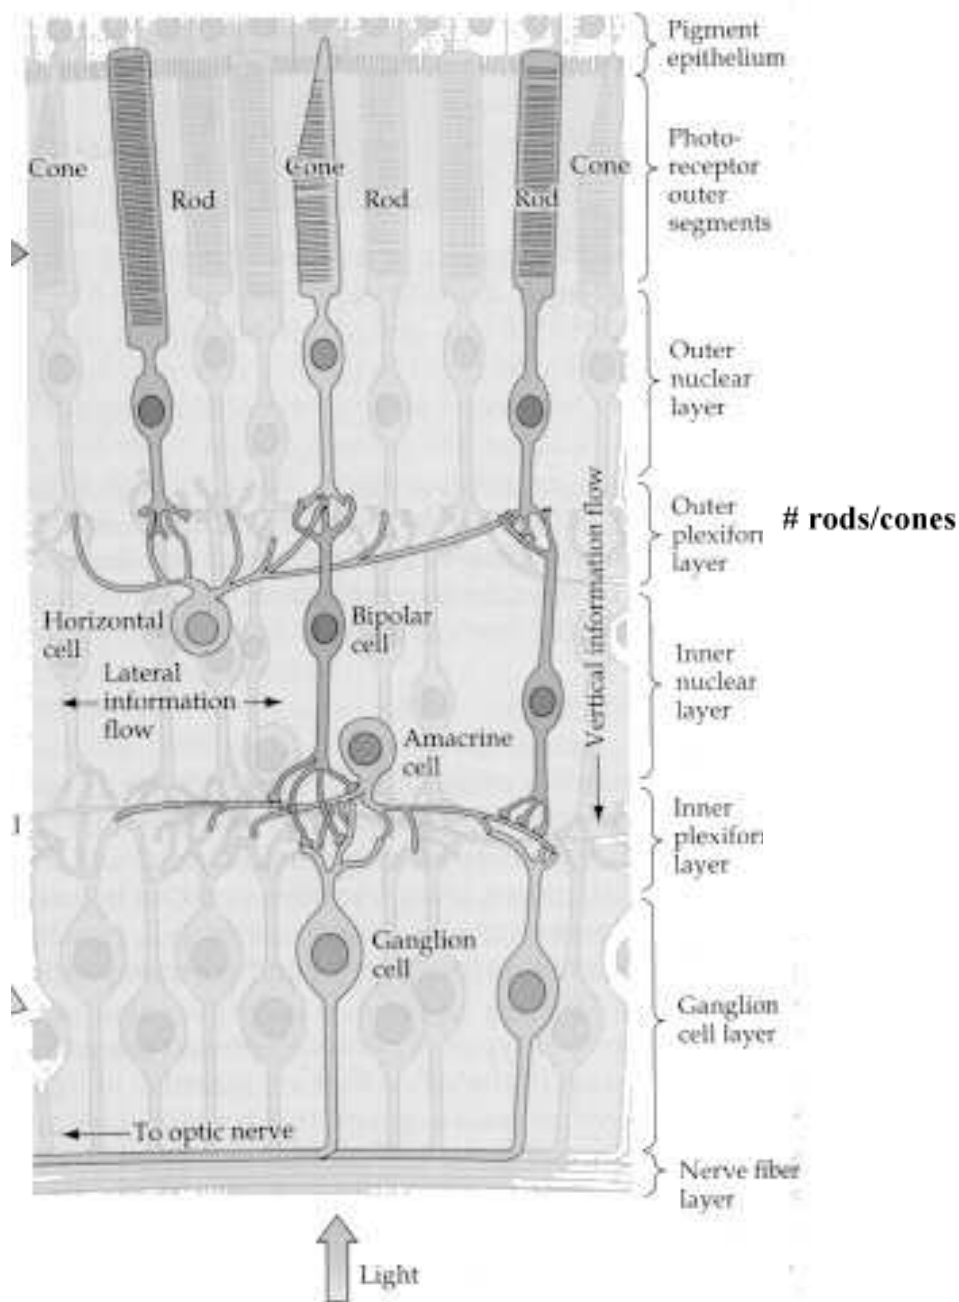 Pigment
epithelium
Photo-
receptor
outer
segments
Cone
Rod
Cone
Rod
Rod
Cone
Outer
nuclear
layer
Outer
plexiforn
layer
# rods/cones
Vertical information flow
Horizontal
cell
Bipolar
cell
Lateral
information
flow
Inner
nuclear
layer
Amacrine
cell
Inner
plexifor
layer
Ganglion
cell
Ganglion
cell layer
To optic nerve
Nerve fiber
layer
Light